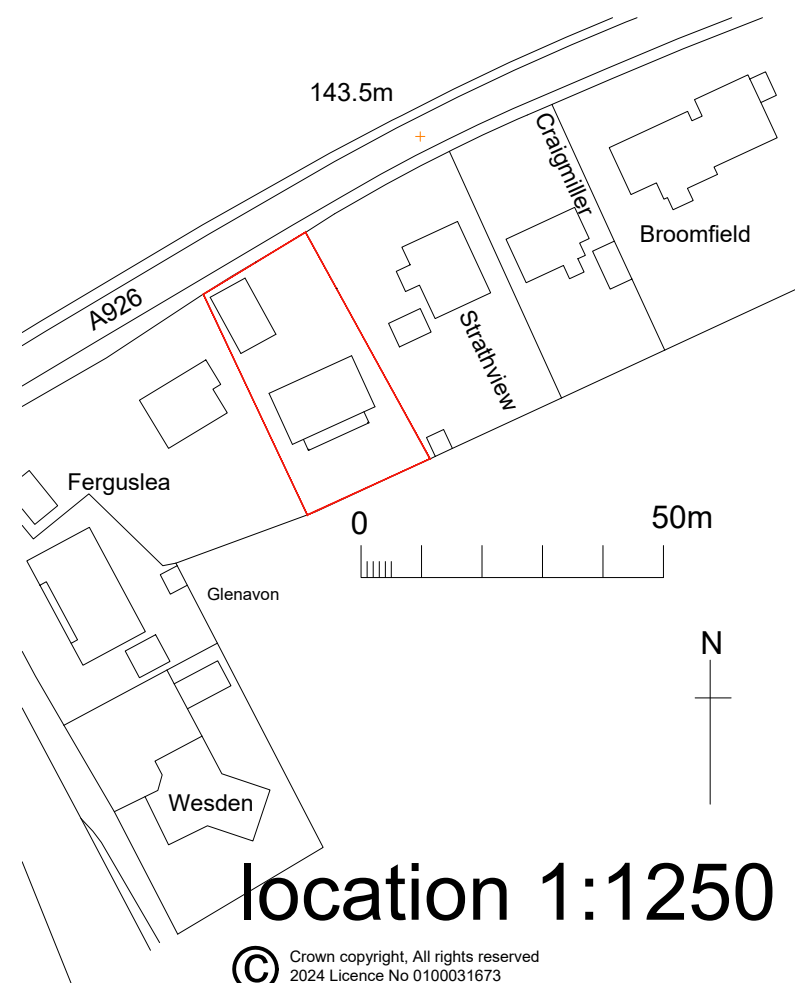 143.5m
Craigmiller
Broomfield
A926
Strathview
Ferguslea
0
50m
Glenavon
N
Wesden
location 1:1250
© Crown copyright, All rights reserved
2024 Licence No 0100031673